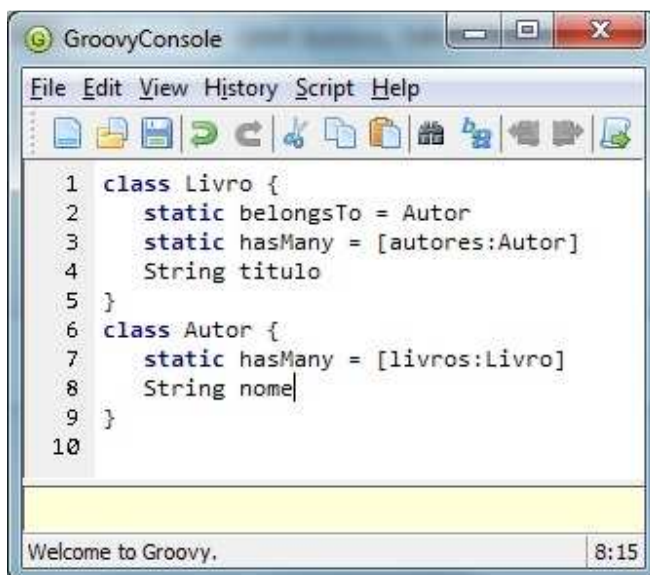 GroovyConsole
File Edit View History Script Help
1 class Livro {
2 static belongsTo = Autor
3 static hasMany = [autores:Autor]
4 String titulo
5 }
6 class Autor {
7 static hasMany = [livros:Livro]
8 String nome
9 }
10
Welcome to Groovy. 8:15